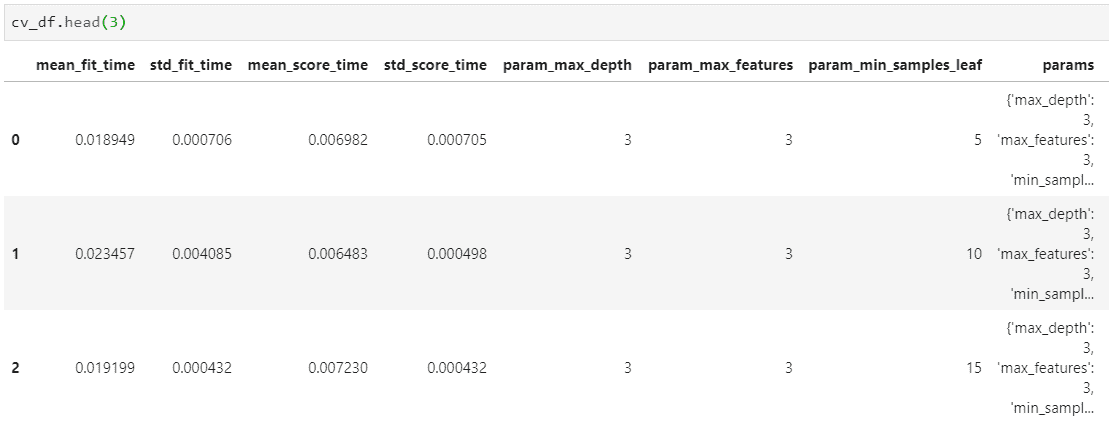 cv_df.head(3)
mean_fit_time std_fit_time mean_score_time std_score_time param_max_depth param_max_features param_min_samples_leaf params
{'max_depth':
3,
0 0.018949 0.000706 0.006982 0.000705 3 3 5 'max_features':
3,
'min_sampl...
{'max_depth':
3,
1 0.023457 0.004085 0.006483 0.000498 3 3 10 'max_features':
3,
'min_sampl...
{'max_depth':
3,
2 0.019199 0.000432 0.007230 0.000432 3 3 15 'max_features':
3,
'min_sampl...